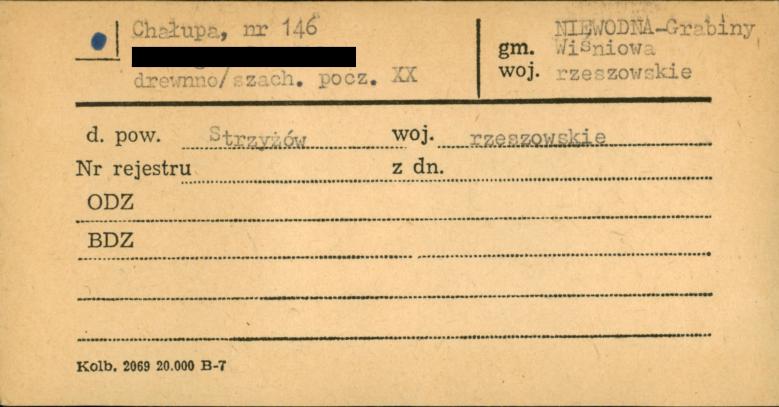 Chałupa, nr 146
drewnno/szach. pocz. XX
NIEWODNA-Grabiny
gm. Wiśniowa
woj. rzeszowskie
d. pow. Strzyżów woj. rzeszowskie
Nr rejestru z dn.
ODZ
BDZ
Kolb. 2069 20.000 B-7